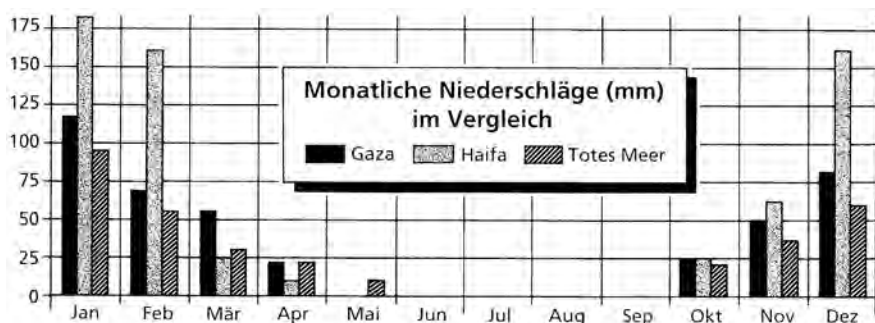 Monatliche Niederschläge (mm)
im Vergleich
Gaza Haifa Totes Meer
175
150
125
100
75
50
25
0
Jan Feb Mär Apr Mai Jun Jul Aug Sep Okt Nov Dez